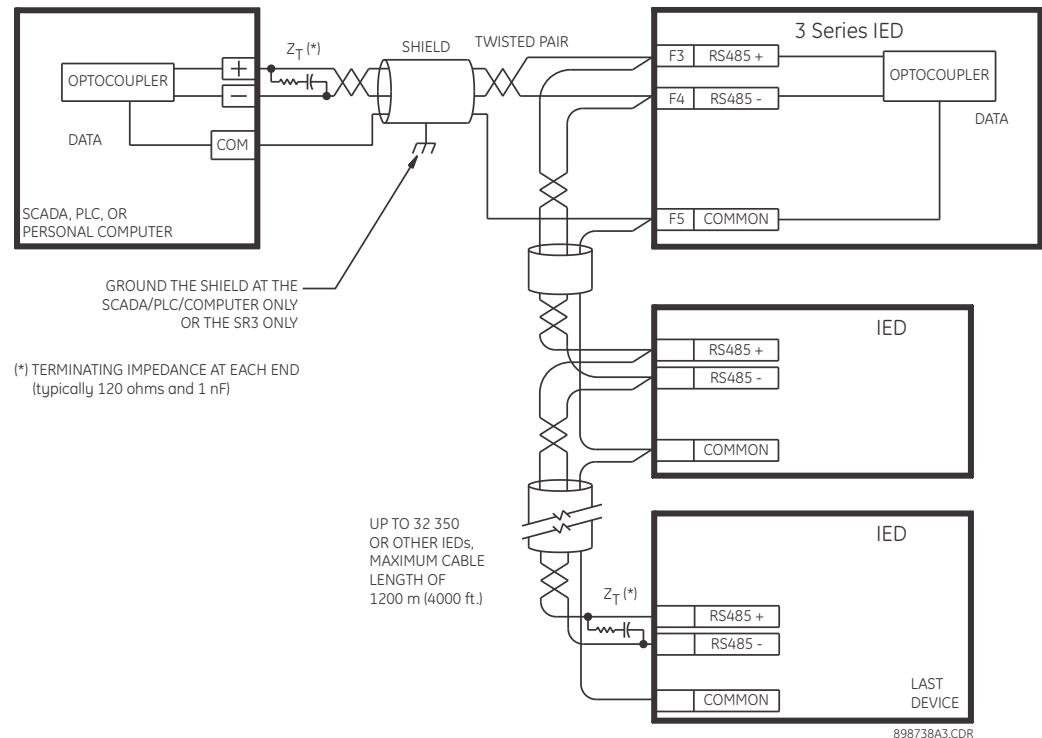 Z_T (*)
SHIELD
TWISTED PAIR
OPTOCOUPLER
+
−
DATA
COM
SCADA, PLC, OR
PERSONAL COMPUTER
3 Series IED
F3 RS485 +
F4 RS485 -
OPTOCOUPLER
DATA
F5 COMMON
GROUND THE SHIELD AT THE
SCADA/PLC/COMPUTER ONLY
OR THE SR3 ONLY
(*) TERMINATING IMPEDANCE AT EACH END
(typically 120 ohms and 1 nF)
IED
RS485 +
RS485 -
COMMON
UP TO 32 350
OR OTHER IEDs,
MAXIMUM CABLE
LENGTH OF
1200 m (4000 ft.)
Z_T (*)
IED
RS485 +
RS485 -
COMMON
LAST
DEVICE
898738A3.CDR